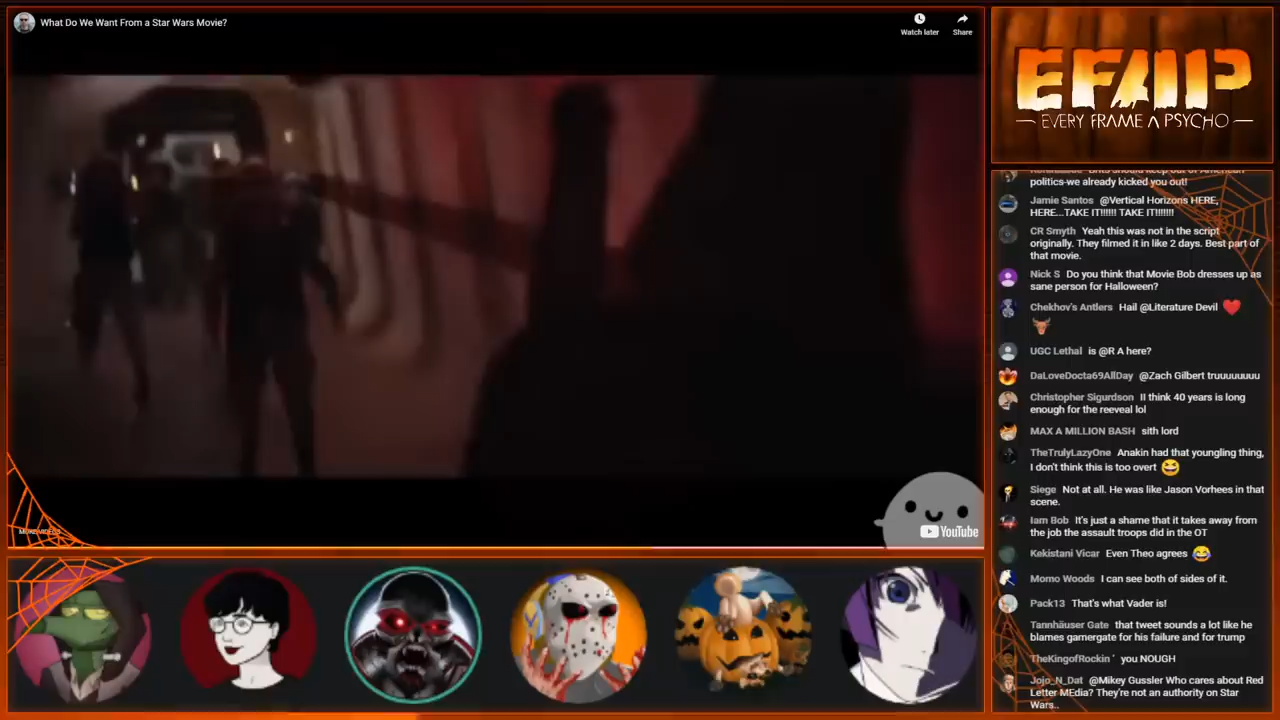 What Do We Want From a Star Wars Movie?
Watch later
Share
YouTube
EFAP
EVERY FRAME A PSYCHO
politics-we already kicked you out!
Jamie Santos @Vertical Horizons HERE,
HERE...TAKE IT!!!!!! TAKE IT!!!!!!!
CR Smyth Yeah this was not in the script
originally. They filmed it in like 2 days. Best part of
that movie.
Nick S Do you think that Movie Bob dresses up as
sane person for Halloween?
Chekhov's Antlers Hail @Literature Devil
UGC Lethal is @R A here?
DaLoveDocta69AllDay @Zach Gilbert truuuuuuuu
Christopher Sigurdson II think 40 years is long
enough for the reeveal lol
MAX A MILLION BASH sith lord
TheTrulyLazyOne Anakin had that youngling thing,
I don't think this is too overt
Siege Not at all. He was like Jason Vorhees in that
scene.
Iam Bob It's just a shame that it takes away from
the job the assault troops did in the OT
Kekistani Vicar Even Theo agrees
Momo Woods I can see both of sides of it.
Pack13 That's what Vader is!
Tannhäuser Gate that tweet sounds a lot like he
blames gamergate for his failure and for trump
TheKingofRockin ' you NOUGH
Jojo_N_Dat @Mikey Gussler Who cares about Red
Letter MEdia? They're not an authority on Star
Wars..